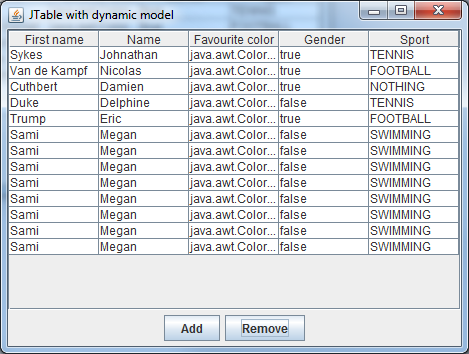 JTable with dynamic model
First name Name Favourite color Gender Sport
Sykes Johnathan java.awt.Color... true TENNIS
Van de Kampf Nicolas java.awt.Color... true FOOTBALL
Cuthbert Damien java.awt.Color... true NOTHING
Duke Delphine java.awt.Color... false TENNIS
Trump Eric java.awt.Color... true FOOTBALL
Sami Megan java.awt.Color... false SWIMMING
Sami Megan java.awt.Color... false SWIMMING
Sami Megan java.awt.Color... false SWIMMING
Sami Megan java.awt.Color... false SWIMMING
Sami Megan java.awt.Color... false SWIMMING
Sami Megan java.awt.Color... false SWIMMING
Sami Megan java.awt.Color... false SWIMMING
Sami Megan java.awt.Color... false SWIMMING
Add Remove